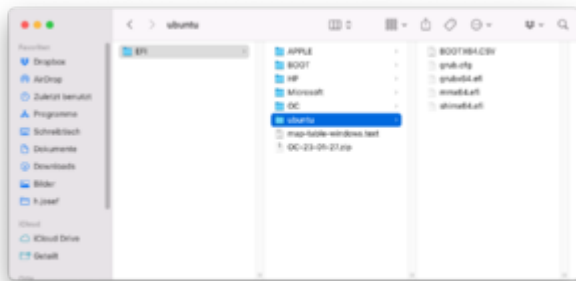 ubuntu
Favoriten
Dropbox
AirDrop
Zuletzt benutzt
Programme
Schreibtisch
Dokumente
Downloads
Bilder
h.josef
iCloud
iCloud Drive
Geteilt
EFI
APPLE
BOOT
HP
Microsoft
OC
ubuntu
map-table-windows.text
OC-23-01-27.zip
BOOTX64.CSV
grub.cfg
grubx64.efi
mmx64.efi
shimx64.efi